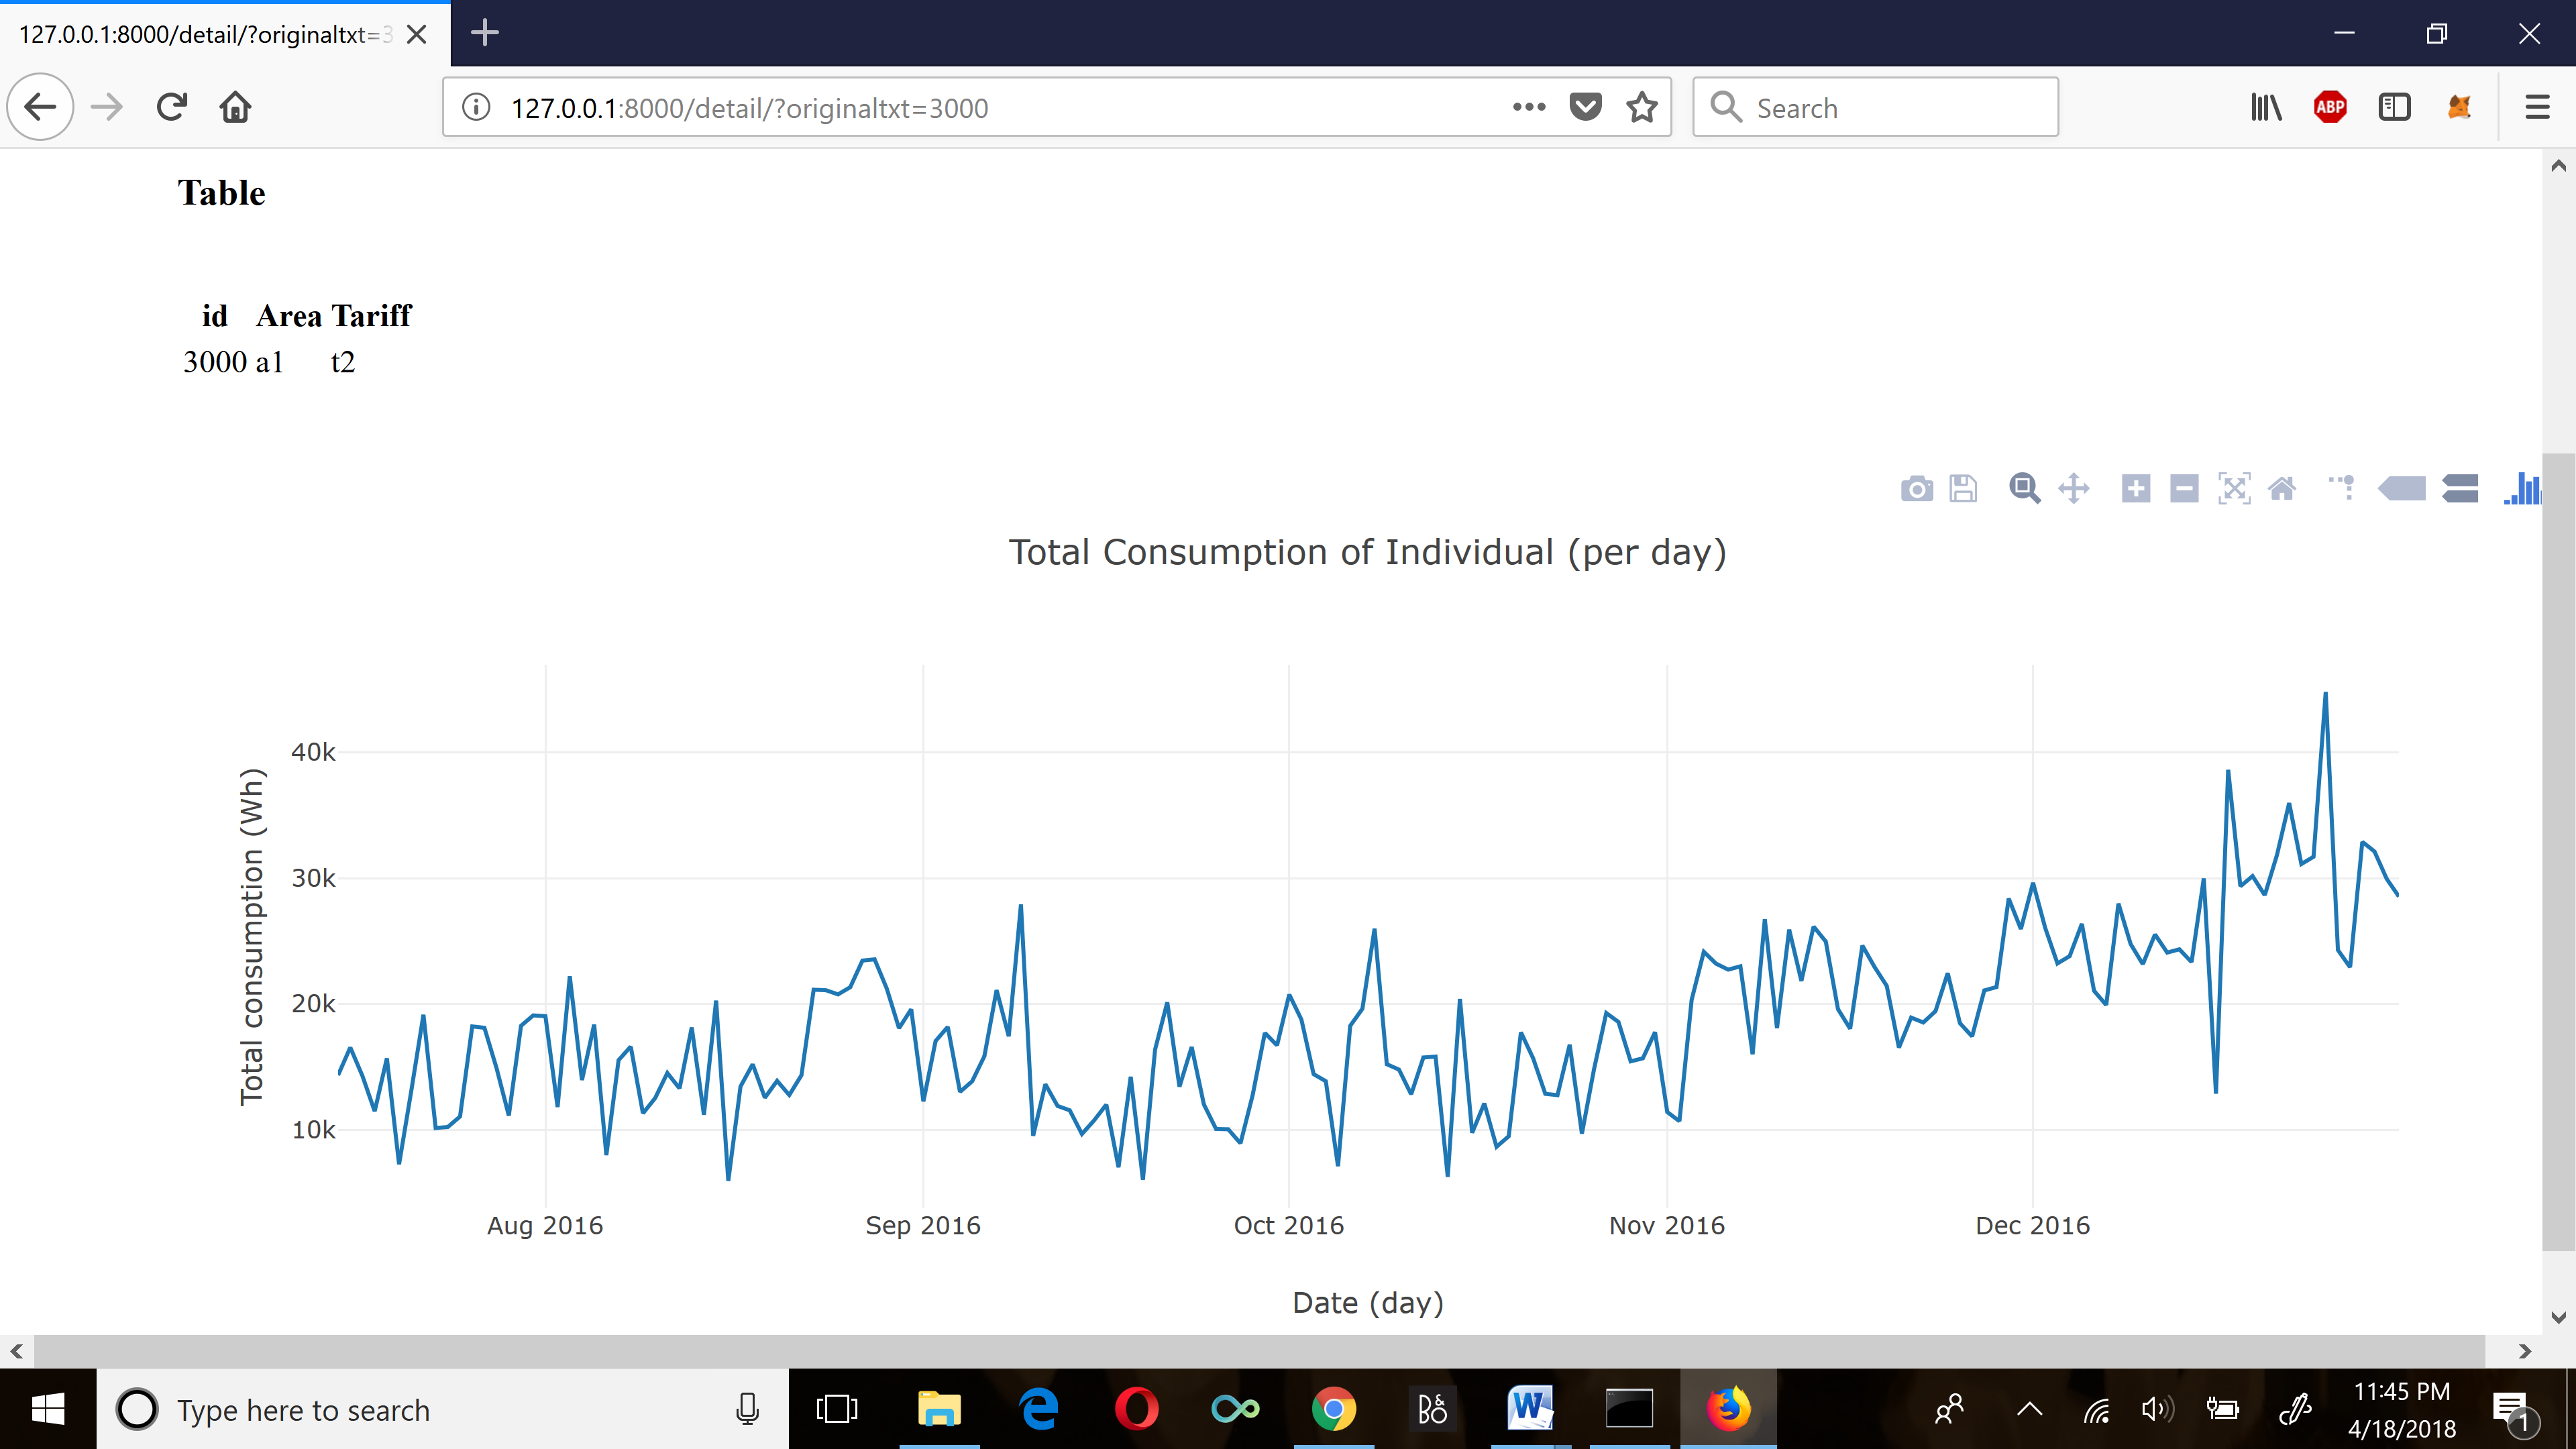 127.0.0.1:8000/detail/?originaltxt=3
127.0.0.1:8000/detail/?originaltxt=3000
Search
ABP
Table
id Area Tariff
3000 a1 t2
Total Consumption of Individual (per day)
Total consumption (Wh)
40k
30k
20k
10k
Aug 2016 Sep 2016 Oct 2016 Nov 2016 Dec 2016
Date (day)
Type here to search
B&O
W
11:45 PM
4/18/2018
1